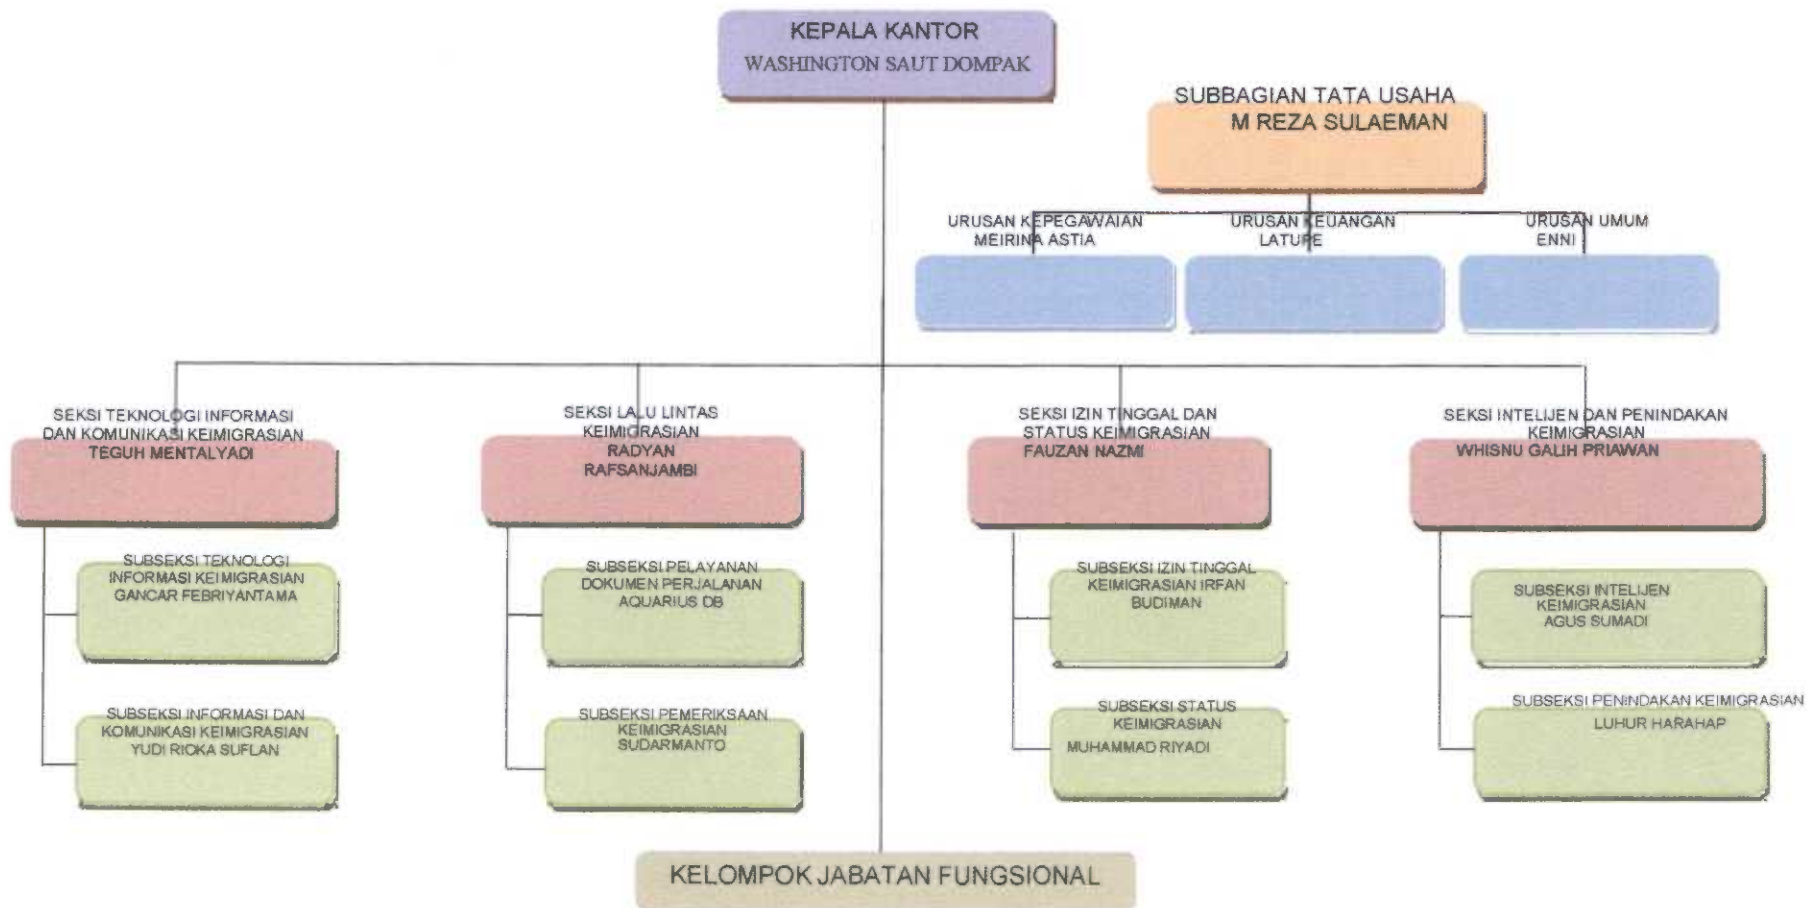 KEPALA KANTOR
WASHINGTON SAUT DOMPAK
SUBBAGIAN TATA USAHA
M REZA SULAEMAN
URUSAN KEPEGAWAIAN
MEIRINA ASTIA
URUSAN KEUANGAN
LATUPE
URUSAN UMUM
ENNI
SEKSI TEKNOLOGI INFORMASI
DAN KOMUNIKASI KEIMIGRASIAN
TEGUH MENTALYADI
SEKSI LALU LINTAS
KEIMIGRASIAN
RADYAN
RAFSANJAMBI
SEKSI IZIN TINGGAL DAN
STATUS KEIMIGRASIAN
FAUZAN NAZMI
SEKSI INTELIJEN DAN PENINDAKAN
KEIMIGRASIAN
WHISNU GALIH PRIAWAN
SUBSEKSI TEKNOLOGI
INFORMASI KEIMIGRASIAN
GANCAR FEBRIYANTAMA
SUBSEKSI PELAYANAN
DOKUMEN PERJALANAN
AQUARIUS DB
SUBSEKSI IZIN TINGGAL
KEIMIGRASIAN IRFAN
BUDIMAN
SUBSEKSI INTELIJEN
KEIMIGRASIAN
AGUS SUMADI
SUBSEKSI INFORMASI DAN
KOMUNIKASI KEIMIGRASIAN
YUDI RIOKA SUFLAN
SUBSEKSI PEMERIKSAAN
KEIMIGRASIAN
SUDARMANTO
SUBSEKSI STATUS
KEIMIGRASIAN
MUHAMMAD RIYADI
SUBSEKSI PENINDAKAN KEIMIGRASIAN
LUHUR HARAHAP
KELOMPOK JABATAN FUNGSIONAL